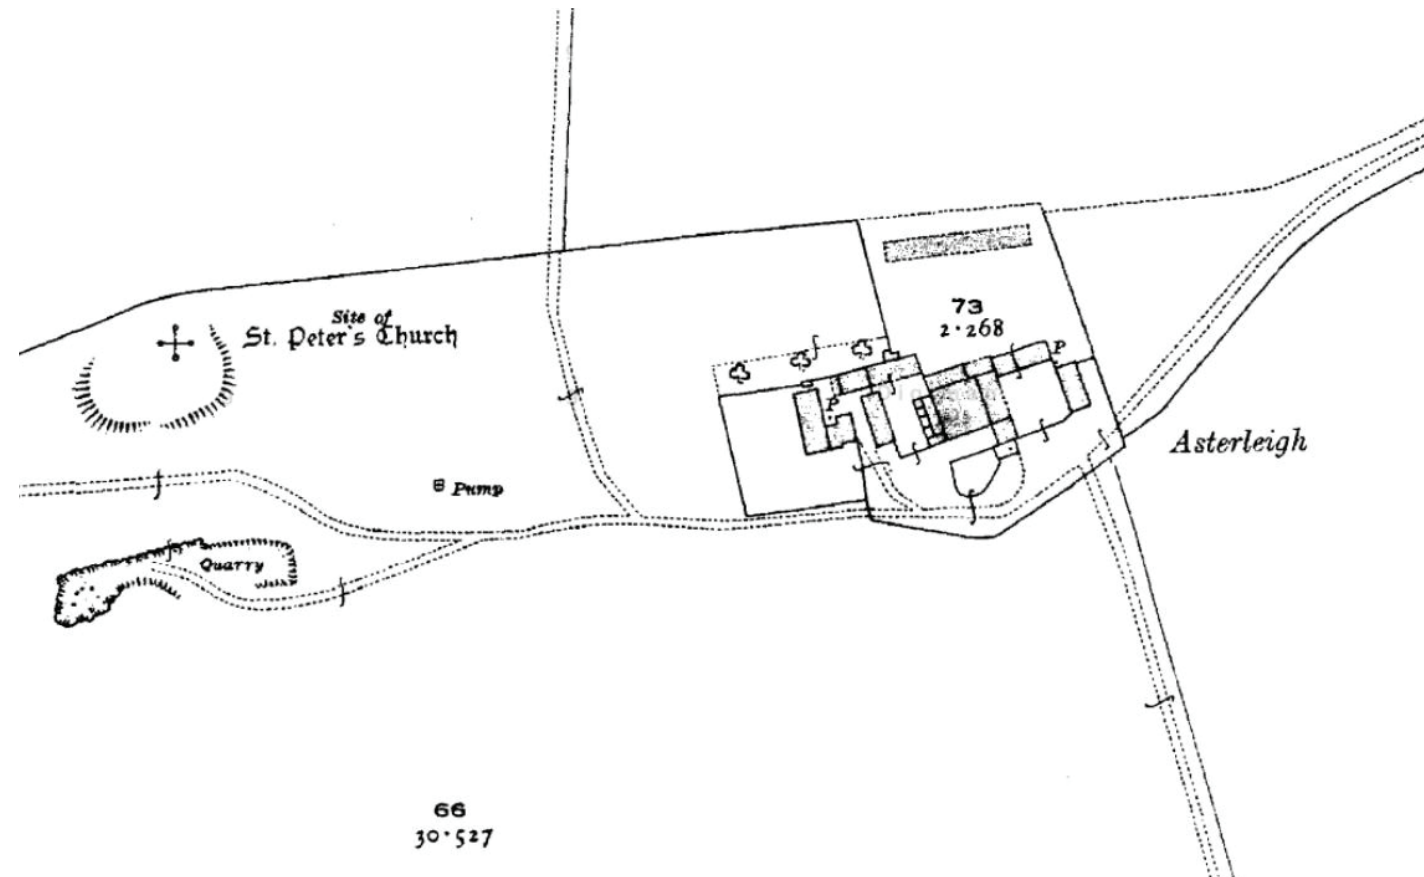 Site of
St. Peter's Church
73
2·268
P
P
Asterleigh
Pump
Quarry
66
30·527